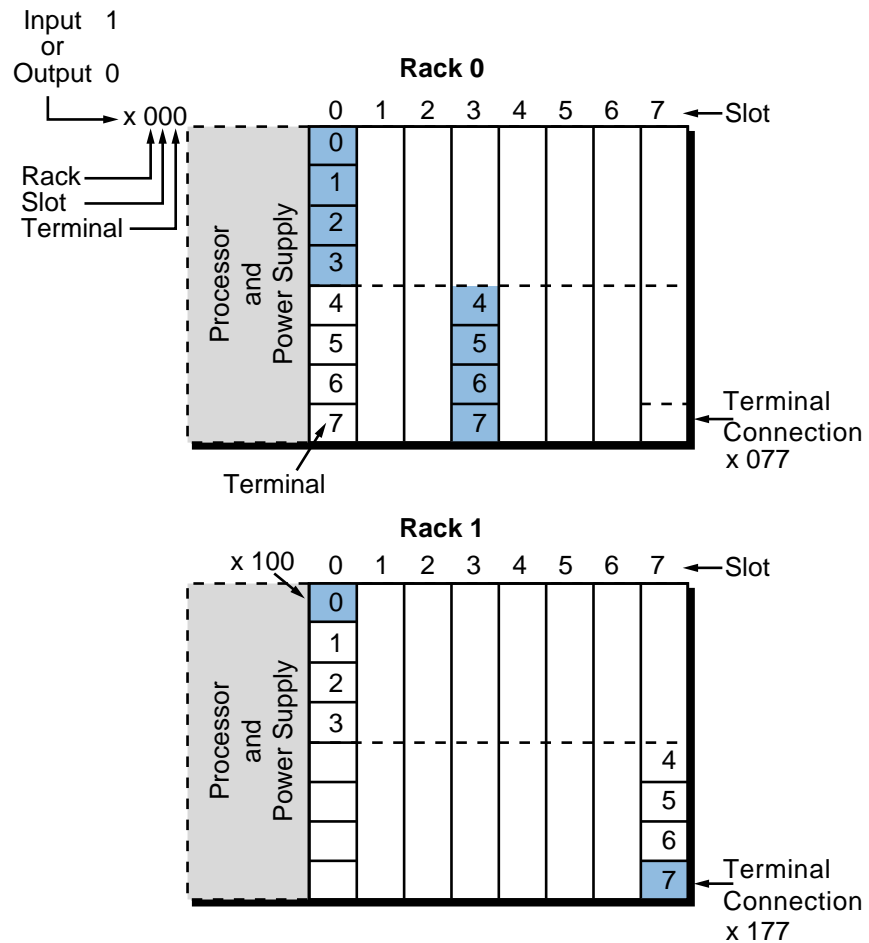 Input 1
or
Output 0
x 000
Rack
Slot
Terminal
Rack 0
0 1 2 3 4 5 6 7
Slot
Processor
and
Power Supply
0
1
2
3
4 4
5 5
6 6
7 7
Terminal
Terminal
Connection
x 077
Rack 1
x 100
0 1 2 3 4 5 6 7
Slot
Processor
and
Power Supply
0
1
2
3
4
5
6
7
Terminal
Connection
x 177